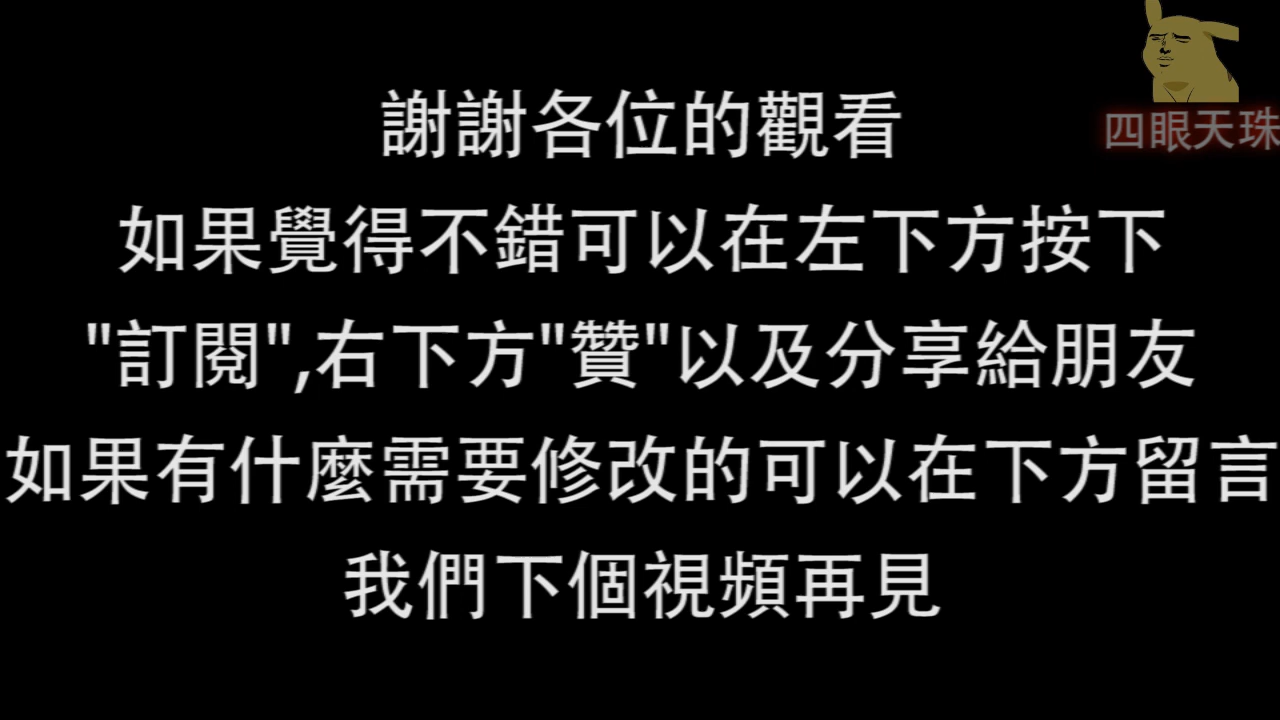 四眼天珠
謝謝各位的觀看
如果覺得不錯可以在左下方按下
"訂閱",右下方"贊"以及分享給朋友
如果有什麼需要修改的可以在下方留言
我們下個視頻再見